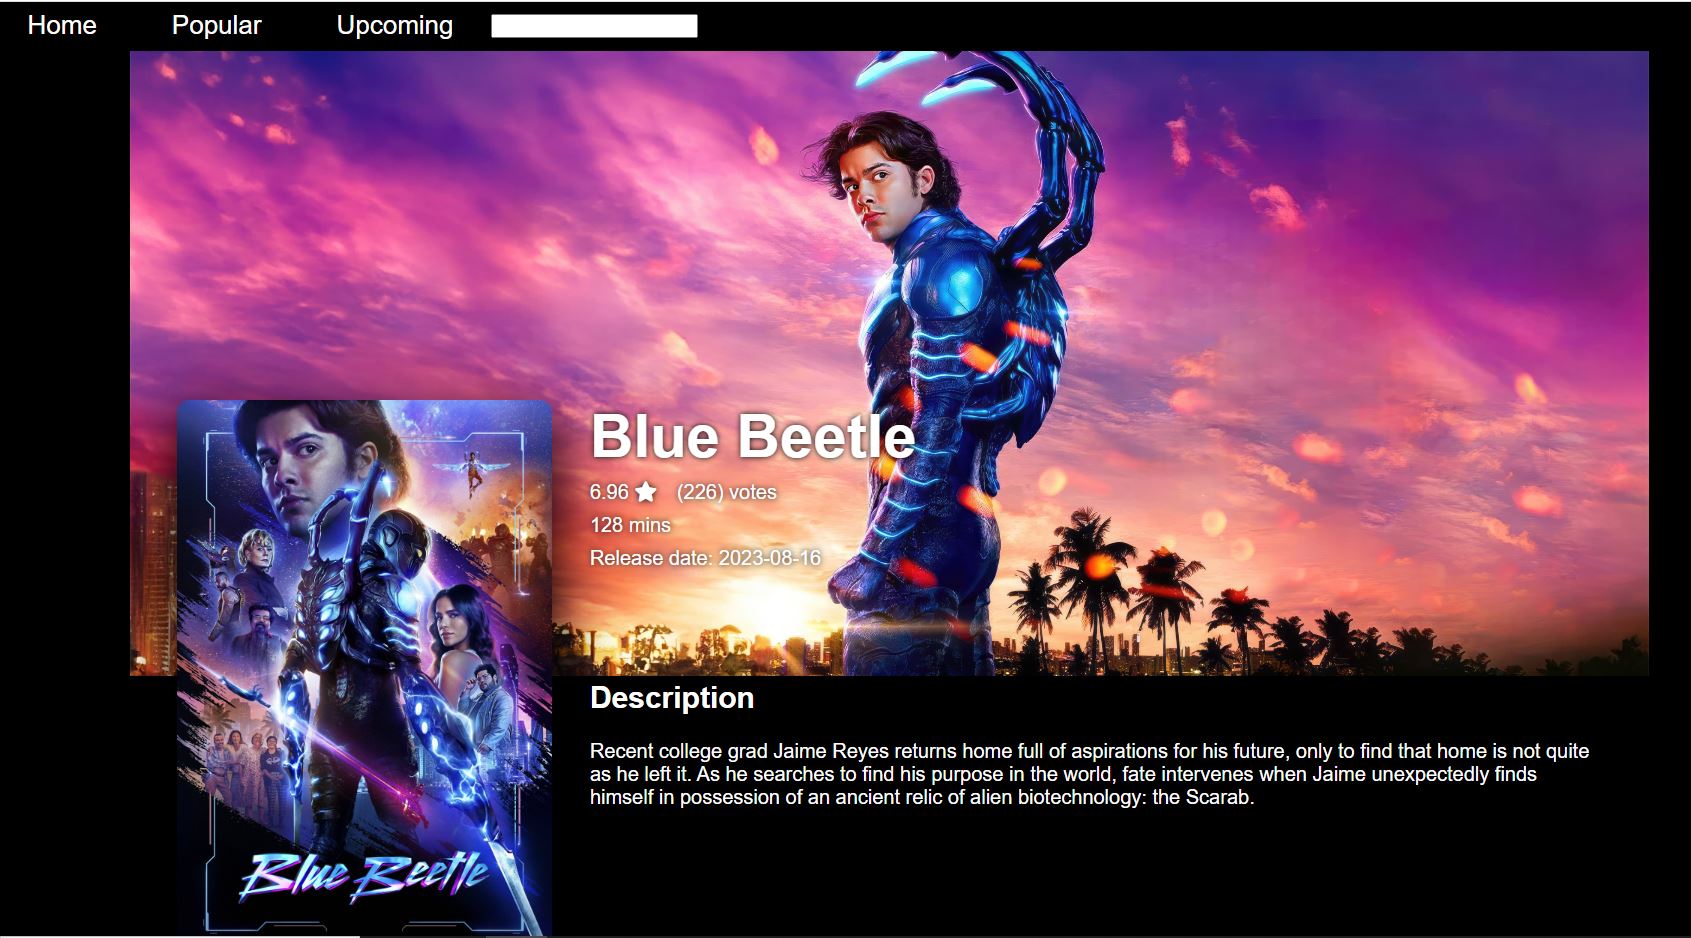 Home Popular Upcoming
Blue Beetle
6.96 (226) votes
128 mins
Release date: 2023-08-16
Description
Recent college grad Jaime Reyes returns home full of aspirations for his future, only to find that home is not quite
as he left it. As he searches to find his purpose in the world, fate intervenes when Jaime unexpectedly finds
himself in possession of an ancient relic of alien biotechnology: the Scarab.
Blue Beetle